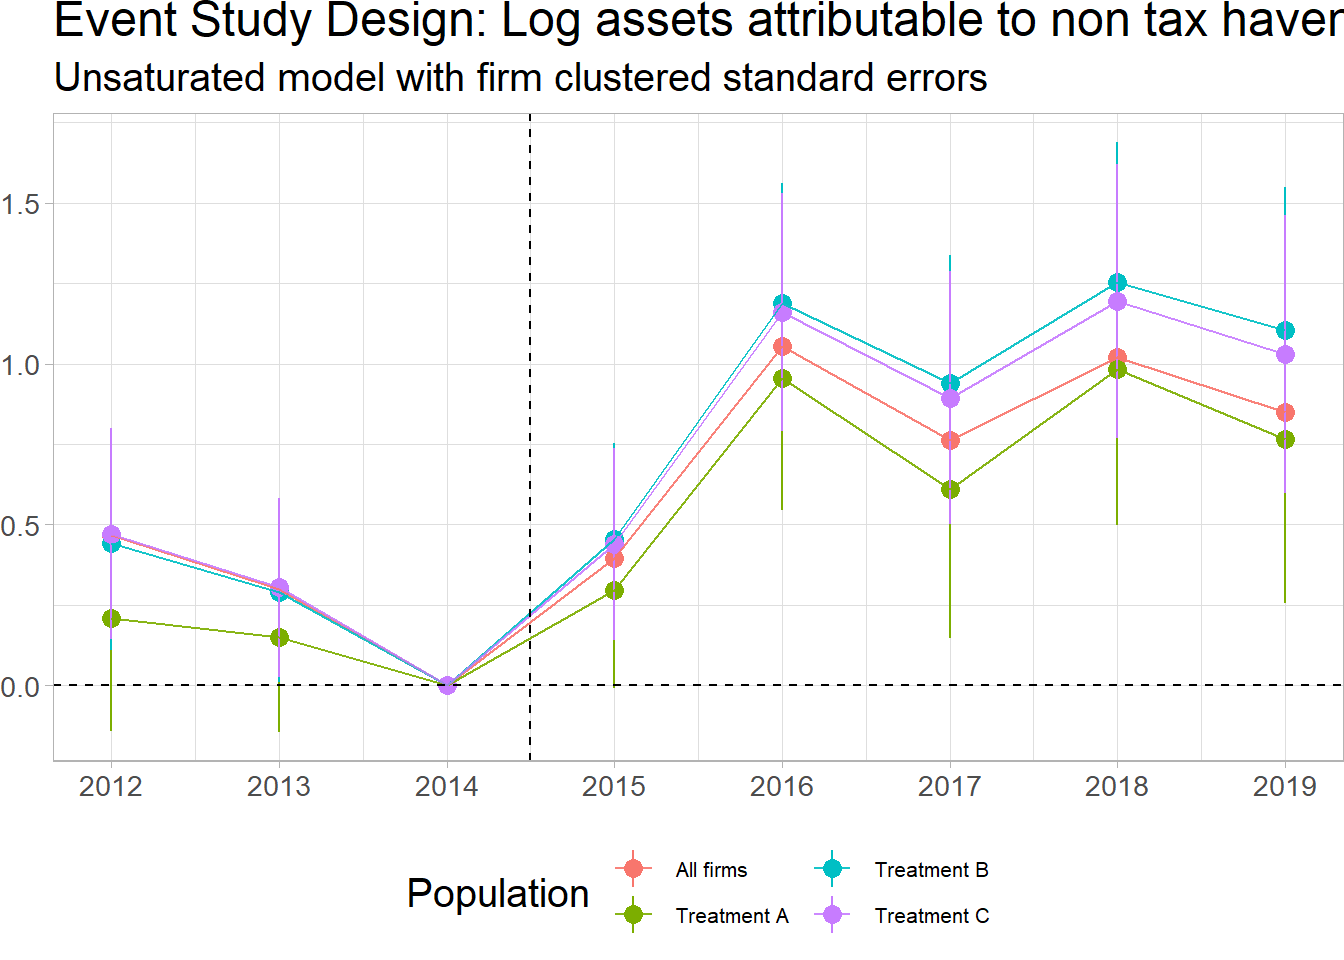 Event Study Design: Log assets attributable to non tax haven
Unsaturated model with firm clustered standard errors
1.5
1.0
0.5
0.0
2012 2013 2014 2015 2016 2017 2018 2019
Population
All firms
Treatment A
Treatment B
Treatment C